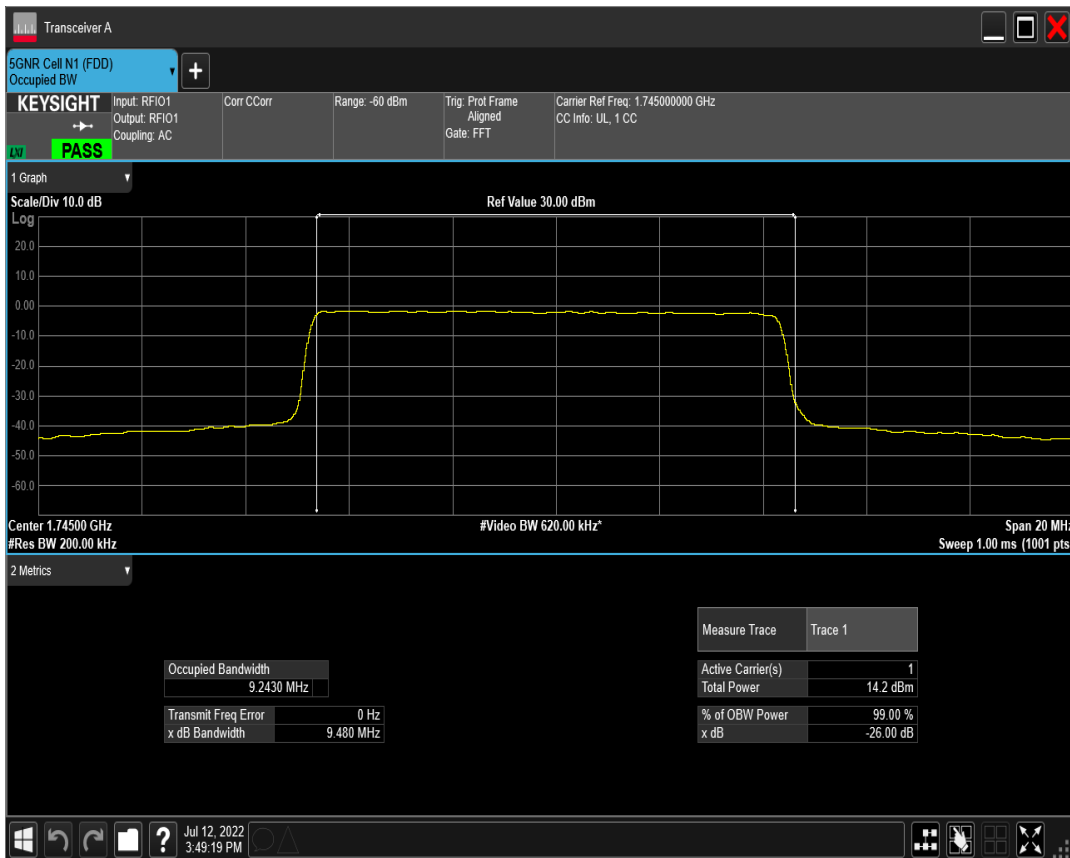 Transceiver A
5GNR Cell N1 (FDD)
Occupied BW
+
KEYSIGHT
LXI
PASS
Input: RFIO1
Output: RFIO1
Coupling: AC
Corr CCorr
Range: -60 dBm
Trig: Prot Frame
Aligned
Gate: FFT
Carrier Ref Freq: 1.745000000 GHz
CC Info: UL, 1 CC
1 Graph
Scale/Div 10.0 dB
Ref Value 30.00 dBm
Log
20.0
10.0
0.00
-10.0
-20.0
-30.0
-40.0
-50.0
-60.0
Center 1.74500 GHz
#Video BW 620.00 kHz*
Span 20 MHz
#Res BW 200.00 kHz
Sweep 1.00 ms (1001 pts
2 Metrics
Measure Trace Trace 1
Occupied Bandwidth
9.2430 MHz
Active Carrier(s) 1
Total Power 14.2 dBm
Transmit Freq Error 0 Hz
x dB Bandwidth 9.480 MHz
% of OBW Power 99.00 %
x dB -26.00 dB
?
Jul 12, 2022
3:49:19 PM